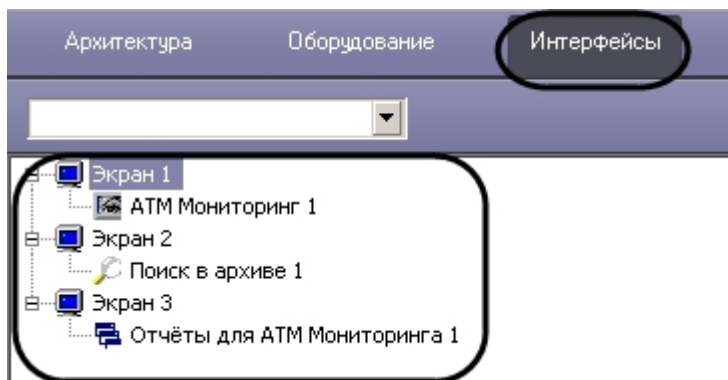 Архитектура Оборудование Интерфейсы
Экран 1
АТМ Мониторинг 1
Экран 2
Поиск в архиве 1
Экран 3
Отчёты для АТМ Мониторинга 1